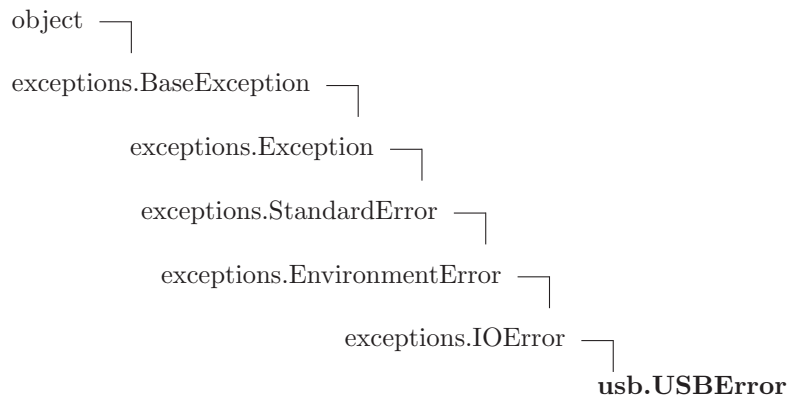 object
exceptions.BaseException
exceptions.Exception
exceptions.StandardError
exceptions.EnvironmentError
exceptions.IOError
usb.USBError